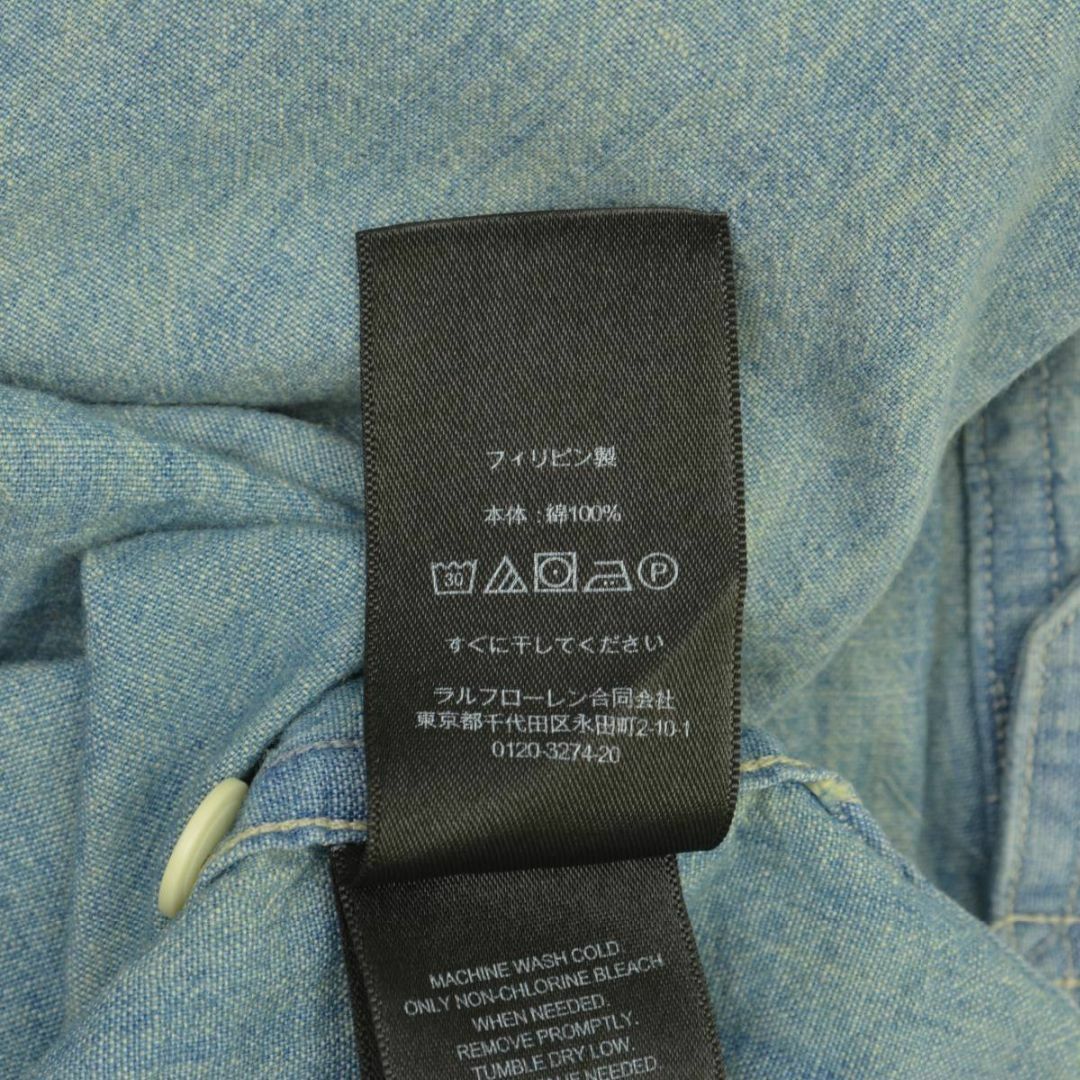 フィリピン製
本体：綿100%
30 P
すぐに干してください
ラルフローレン合同会社
東京都千代田区永田町2-10-1
0120-3274-20
MACHINE WASH COLD.
ONLY NON-CHLORINE BLEACH
WHEN NEEDED.
REMOVE PROMPTLY.
TUMBLE DRY LOW.
NEEDED.